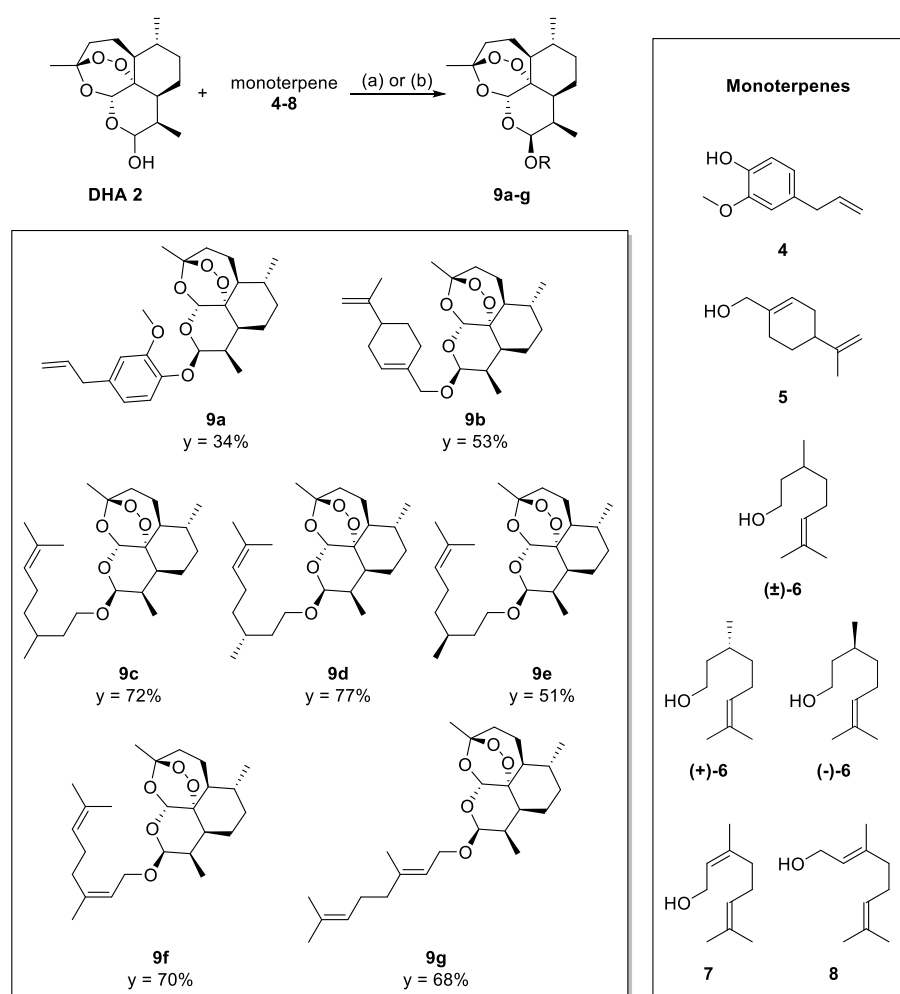 DHA 2
+
monoterpene
4-8
(a) or (b)
9a-g
O
O
O
O
OH
O
O
O
O
OR
9a
y = 34%
O
O
O
O
O
O
9b
y = 53%
O
O
O
O
O
9c
y = 72%
O
O
O
O
O
9d
y = 77%
O
O
O
O
O
9e
y = 51%
O
O
O
O
O
9f
y = 70%
O
O
O
O
O
9g
y = 68%
O
O
O
O
O
Monoterpenes
HO
O
4
HO
5
HO
(±)-6
HO
HO
(+)-6
(-)-6
HO
HO
7
8